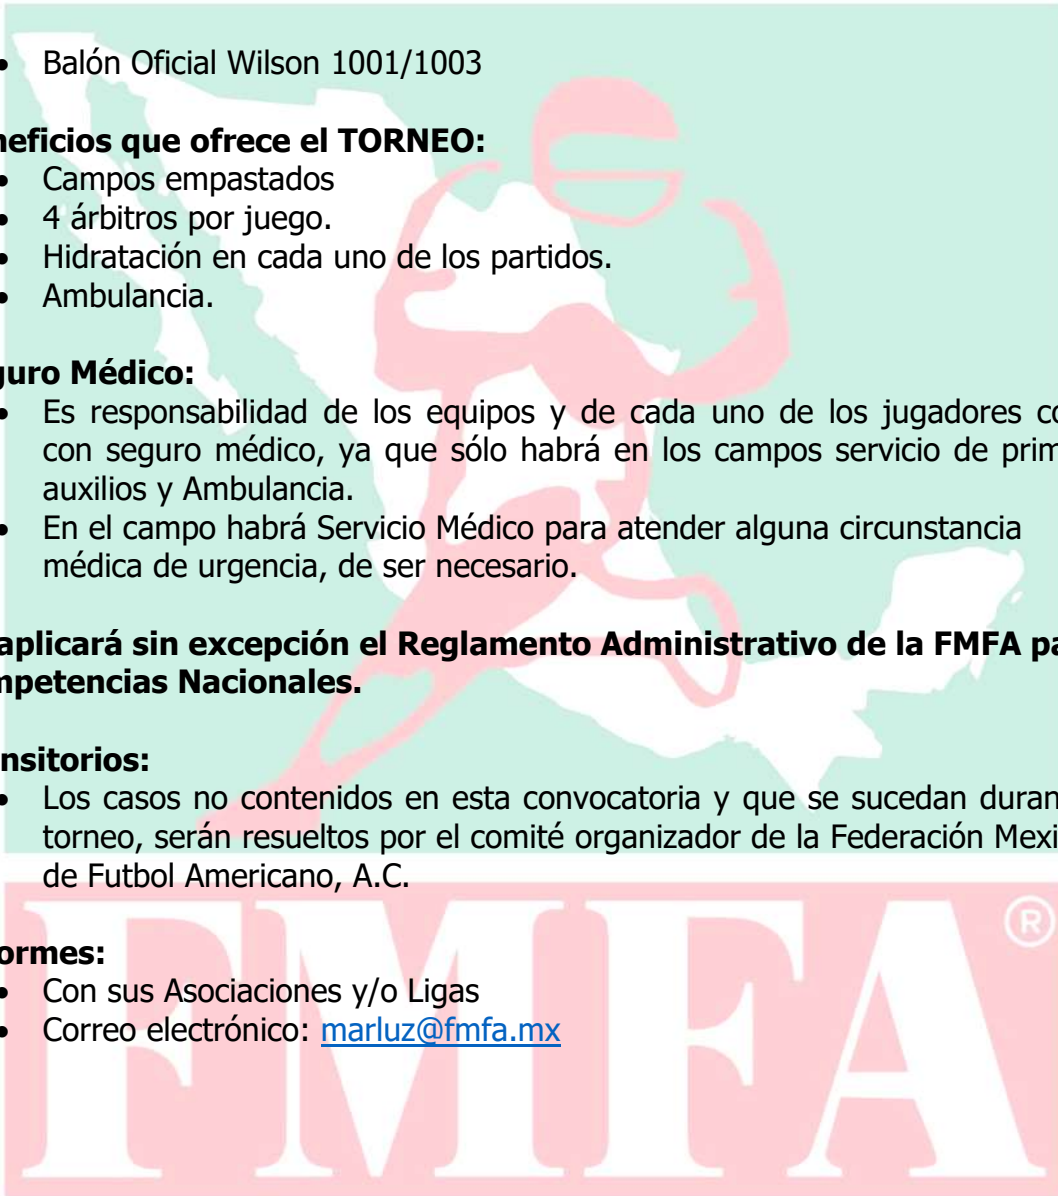 • Balón Oficial Wilson 1001/1003
neficios que ofrece el TORNEO:
• Campos empastados
• 4 árbitros por juego.
• Hidratación en cada uno de los partidos.
• Ambulancia.
guro Médico:
• Es responsabilidad de los equipos y de cada uno de los jugadores co
con seguro médico, ya que sólo habrá en los campos servicio de prim
auxilios y Ambulancia.
• En el campo habrá Servicio Médico para atender alguna circunstancia
médica de urgencia, de ser necesario.
aplicará sin excepción el Reglamento Administrativo de la FMFA pa
mpetencias Nacionales.
nsitorios:
• Los casos no contenidos en esta convocatoria y que se sucedan duran
torneo, serán resueltos por el comité organizador de la Federación Mexi
de Futbol Americano, A.C.
ormes:
• Con sus Asociaciones y/o Ligas
• Correo electrónico: marluz@fmfa.mx
FMFA®